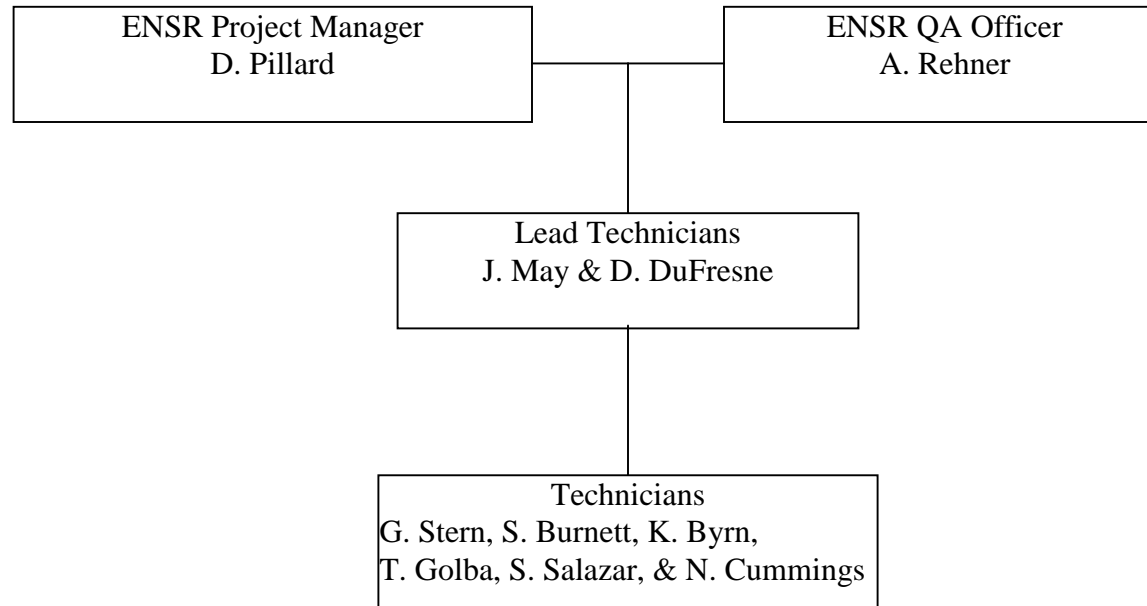 ENSR Project Manager
D. Pillard
ENSR QA Officer
A. Rehner
Lead Technicians
J. May & D. DuFresne
Technicians
G. Stern, S. Burnett, K. Byrn,
T. Golba, S. Salazar, & N. Cummings